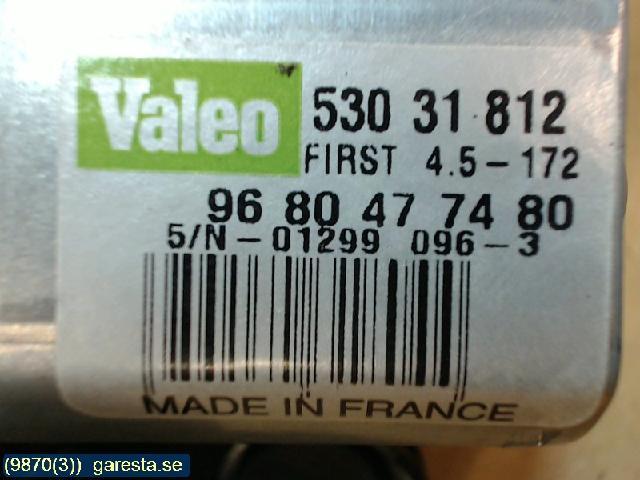 Valeo 530 31 812
FIRST 4.5-172
96 80 47 74 80
5/N-01299 096-3
MADE IN FRANCE
(9870(3)) garesta.se